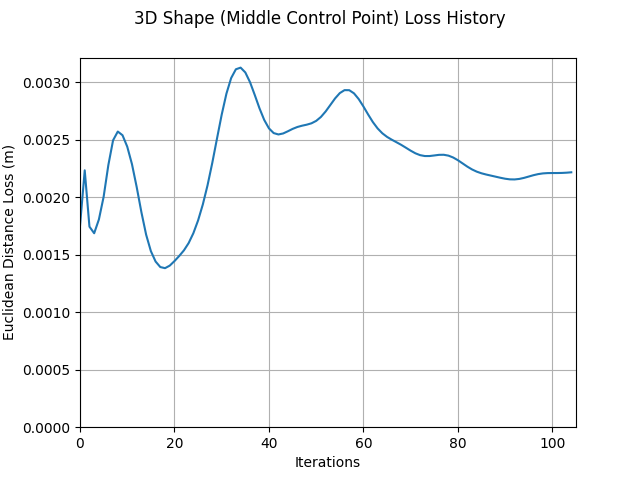 3D Shape (Middle Control Point) Loss History
Euclidean Distance Loss (m)
0.0030
0.0025
0.0020
0.0015
0.0010
0.0005
0.0000
0 20 40 60 80 100
Iterations